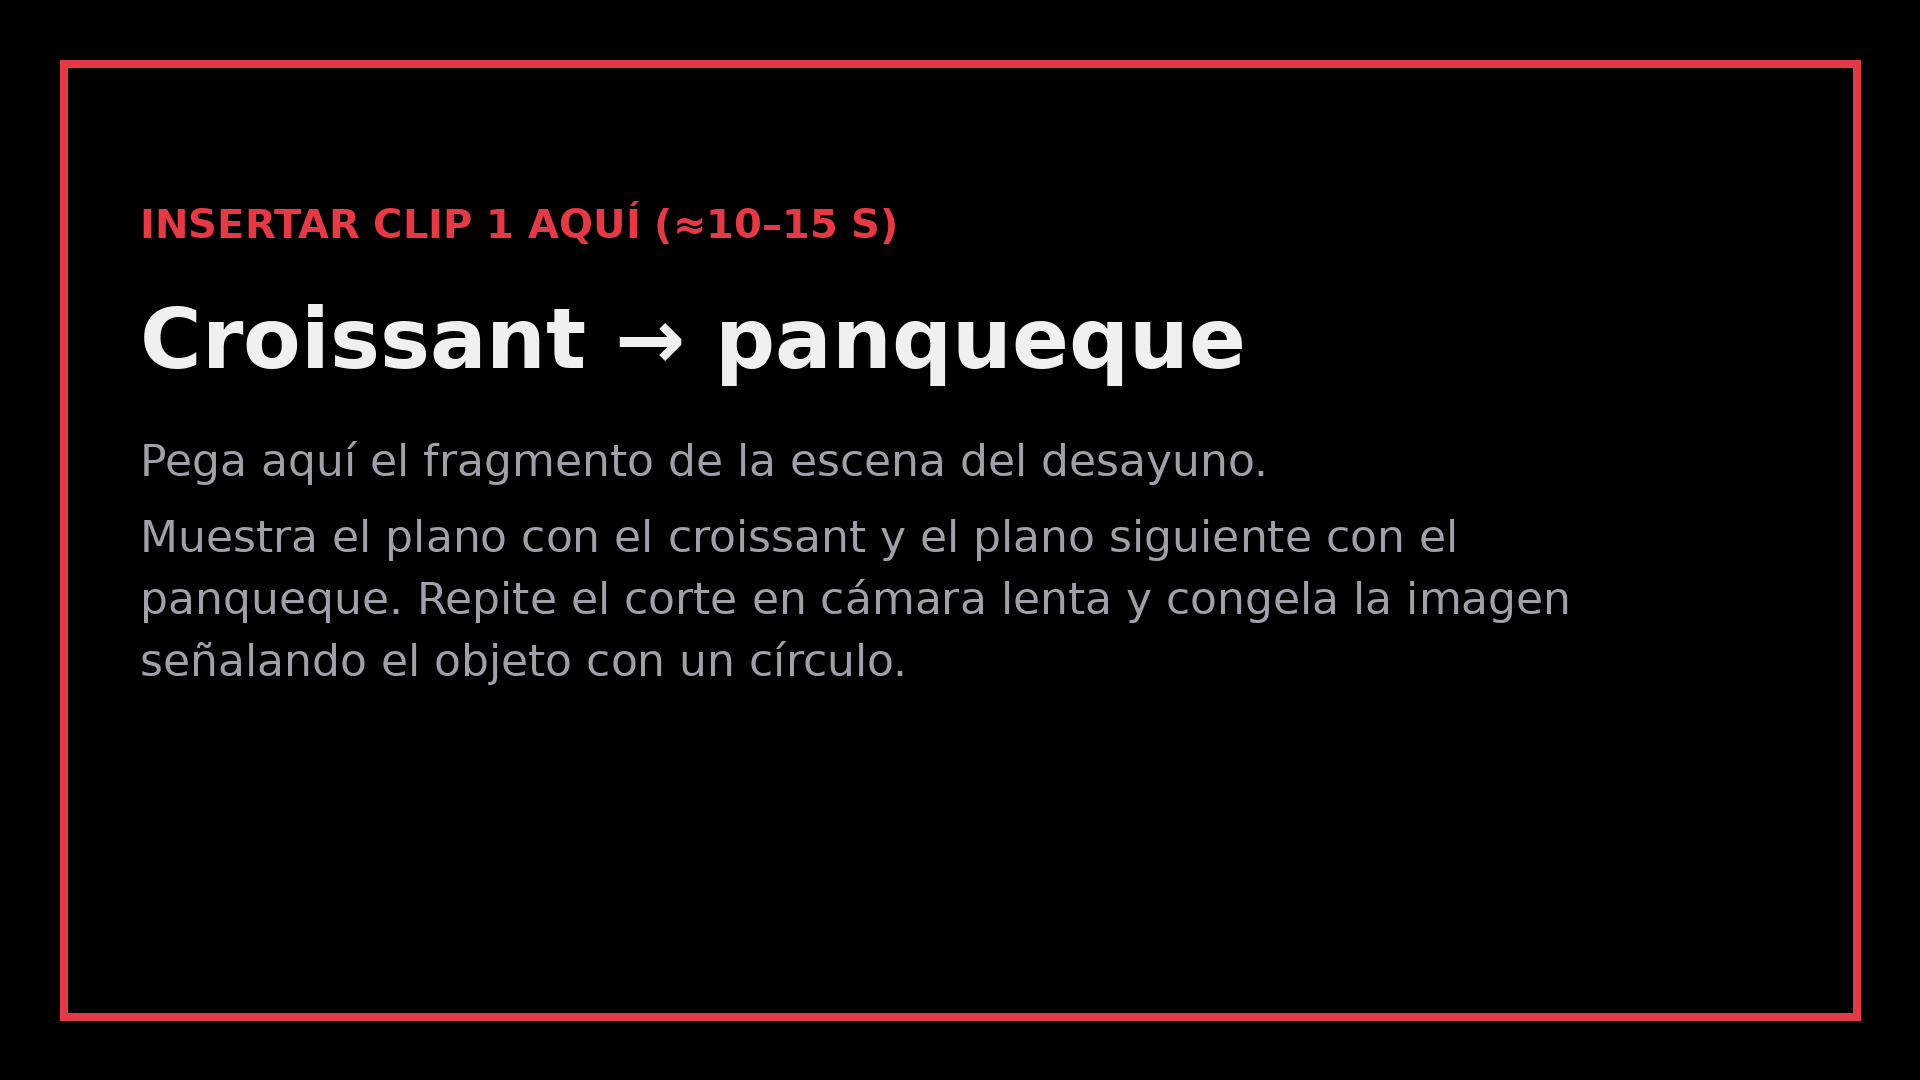 INSERTAR CLIP 1 AQUÍ (≈10–15 S)
Croissant → panqueque
Pega aquí el fragmento de la escena del desayuno.
Muestra el plano con el croissant y el plano siguiente con el
panqueque. Repite el corte en cámara lenta y congela la imagen
señalando el objeto con un círculo.